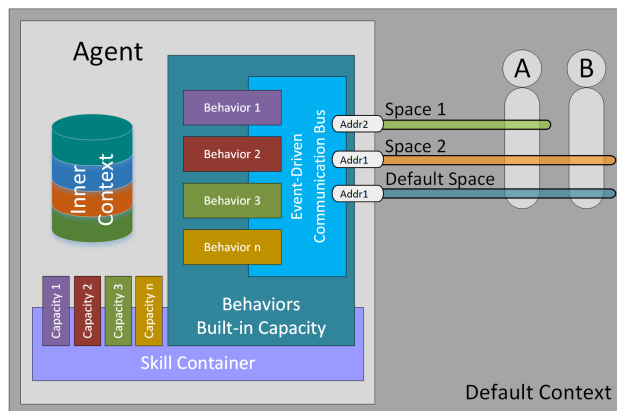 Agent
A
B
Behavior 1
Behavior 2
Behavior 3
Behavior n
Event-Driven
Communication Bus
Addr2
Space 1
Addr1
Space 2
Addr1
Default Space
Inner
Context
Capacity 1
Capacity 2
Capacity 3
Capacity n
Behaviors
Built-in Capacity
Skill Container
Default Context